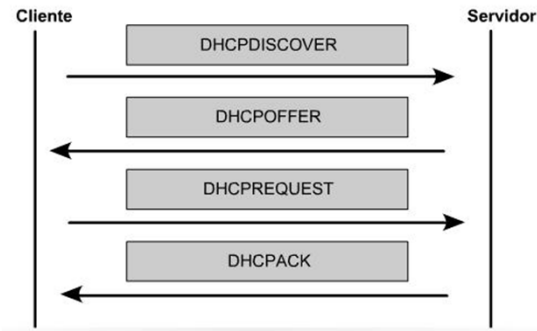 Cliente Servidor
DHCPDISCOVER
DHCPOFFER
DHCPREQUEST
DHCPACK